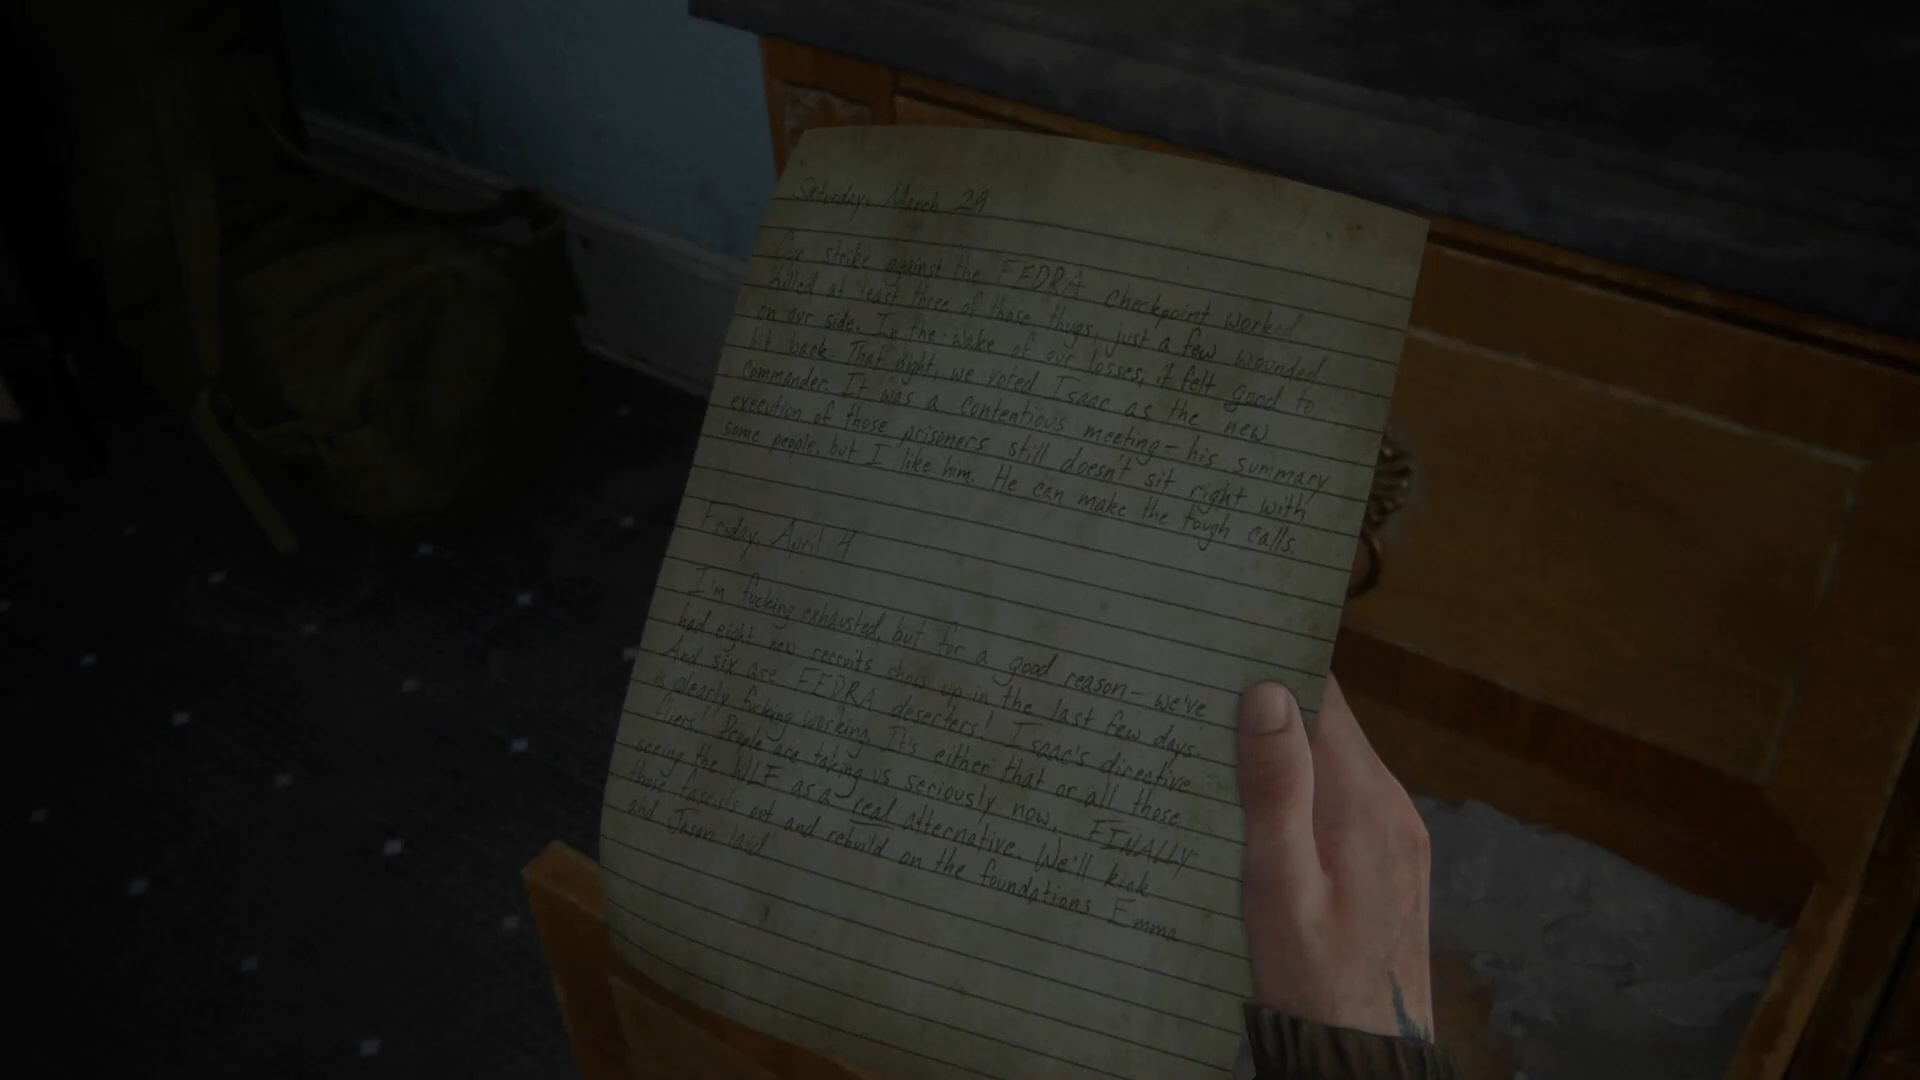 Saturday, March 29
Our strike against the FEDRA checkpoint worked.
Killed at least three of those thugs, just a few wounded
on our side. In the wake of our losses, it felt good to
hit back. That night, we voted Isaac as the new
commander. It was a contentious meeting - his summary
execution of those prisoners still doesn't sit right with
some people, but I like him. He can make the tough calls.
Friday, April 4
I'm fucking exhausted, but for a good reason - we've
had eight new recruits show up in the last few days.
And six are FEDRA deserters! Isaac's directive
is clearly fucking working. It's either that or all those
fliers! People are taking us seriously now. FINALLY
seeing the WLF as a real alternative. We'll kick
those fascists out and rebuild on the foundations Emma
and Jason laid